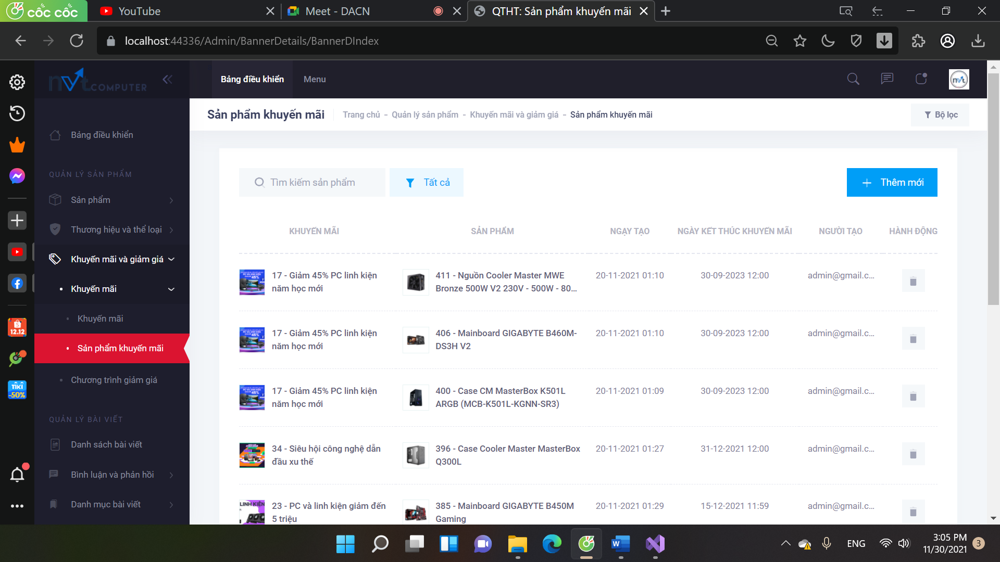 cốc cốc
YouTube
Meet - DACN
QTHT: Sản phẩm khuyến mãi
localhost:44336/Admin/BannerDetails/BannerDIndex
nvt COMPUTER
Bảng điều khiển
Menu
nvt
Sản phẩm khuyến mãi
Trang chủ - Quản lý sản phẩm - Khuyến mãi và giảm giá - Sản phẩm khuyến mãi
Bộ lọc
Bảng điều khiển
QUẢN LÝ SẢN PHẨM
Sản phẩm
Thương hiệu và thể loại
Khuyến mãi và giảm giá
Khuyến mãi
Khuyến mãi
Sản phẩm khuyến mãi
Chương trình giảm giá
QUẢN LÝ BÀI VIẾT
Danh sách bài viết
Bình luận và phản hồi
Danh mục bài viết
12.12
TIKI
-50%
Tìm kiếm sản phẩm
Tất cả
Thêm mới
KHUYẾN MÃI SẢN PHẨM NGAY TẠO NGÀY KẾT THÚC KHUYẾN MÃI NGƯỜI TẠO HÀNH ĐỘNG
17 - Giảm 45% PC linh kiện
năm học mới
411 - Nguồn Cooler Master MWE
Bronze 500W V2 230V - 500W - 80...
20-11-2021 01:10
30-09-2023 12:00
admin@gmail.c...
17 - Giảm 45% PC linh kiện
năm học mới
406 - Mainboard GIGABYTE B460M-
DS3H V2
20-11-2021 01:10
30-09-2023 12:00
admin@gmail.c...
17 - Giảm 45% PC linh kiện
năm học mới
400 - Case CM MasterBox K501L
ARGB (MCB-K501L-KGNN-SR3)
20-11-2021 01:09
30-09-2023 12:00
admin@gmail.c...
34 - Siêu hội công nghệ dẫn
đầu xu thế
396 - Case Cooler Master MasterBox
Q300L
20-11-2021 01:27
31-12-2021 12:00
admin@gmail.c...
LINH KIỆN
23 - PC và linh kiện giảm đến
5 triệu
385 - Mainboard GIGABYTE B450M
Gaming
20-11-2021 01:29
15-12-2021 11:59
admin@gmail.c...
ENG
3:05 PM
11/30/2021
3